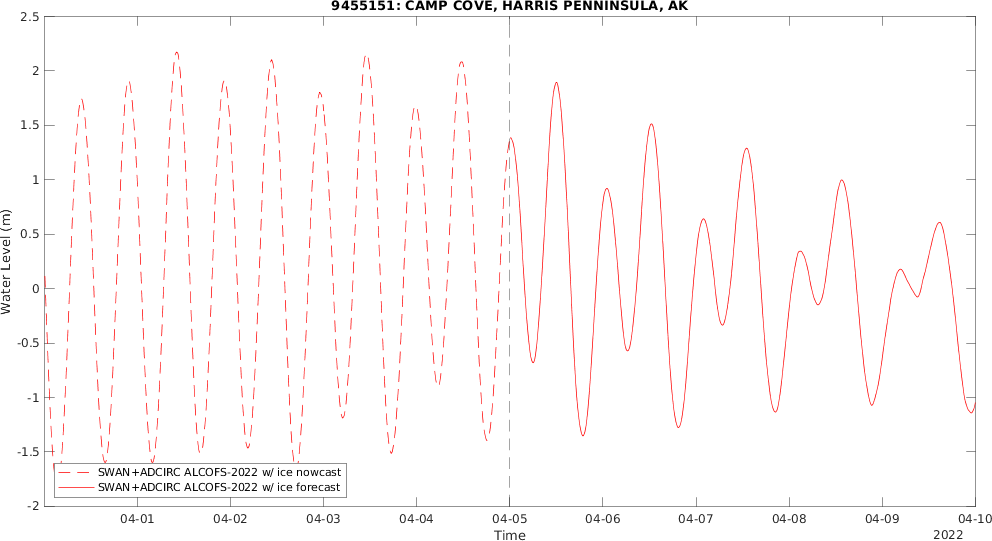 9455151: CAMP COVE, HARRIS PENNINSULA, AK
2.5
2
1.5
1
0.5
0
-0.5
-1
-1.5
-2
Water Level (m)
SWAN+ADCIRC ALCOFS-2022 w/ ice nowcast
SWAN+ADCIRC ALCOFS-2022 w/ ice forecast
04-01 04-02 04-03 04-04 04-05 04-06 04-07 04-08 04-09 04-10
Time
2022